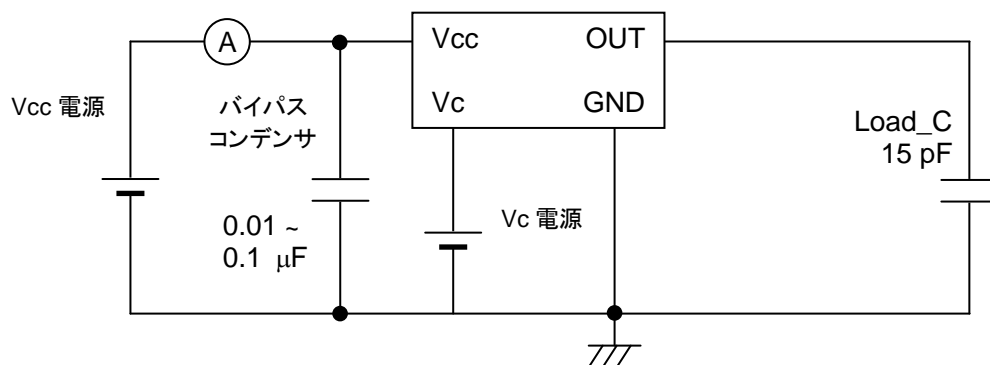 A
Vcc
OUT
Vc
GND
Vcc 電源
バイパス
コンデンサ
Load_C
15 pF
0.01 ~
0.1 μF
Vc 電源